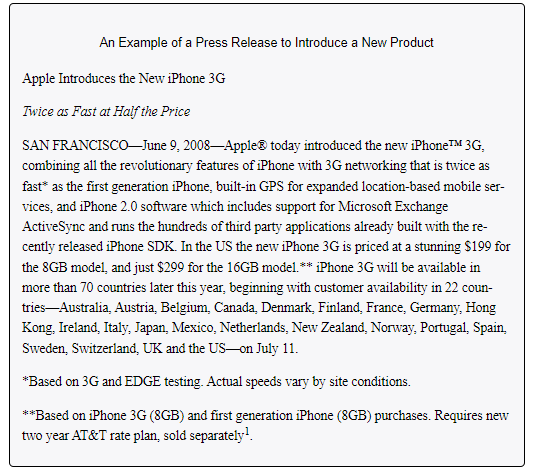 An Example of a Press Release to Introduce a New Product
Apple Introduces the New iPhone 3G
Twice as Fast at Half the Price
SAN FRANCISCO—June 9, 2008—Apple® today introduced the new iPhone™ 3G,
combining all the revolutionary features of iPhone with 3G networking that is twice as
fast* as the first generation iPhone, built-in GPS for expanded location-based mobile ser-
vices, and iPhone 2.0 software which includes support for Microsoft Exchange
ActiveSync and runs the hundreds of third party applications already built with the re-
cently released iPhone SDK. In the US the new iPhone 3G is priced at a stunning $199 for
the 8GB model, and just $299 for the 16GB model.** iPhone 3G will be available in
more than 70 countries later this year, beginning with customer availability in 22 coun-
tries—Australia, Austria, Belgium, Canada, Denmark, Finland, France, Germany, Hong
Kong, Ireland, Italy, Japan, Mexico, Netherlands, New Zealand, Norway, Portugal, Spain,
Sweden, Switzerland, UK and the US—on July 11.
*Based on 3G and EDGE testing. Actual speeds vary by site conditions.
**Based on iPhone 3G (8GB) and first generation iPhone (8GB) purchases. Requires new
two year AT&T rate plan, sold separately¹.